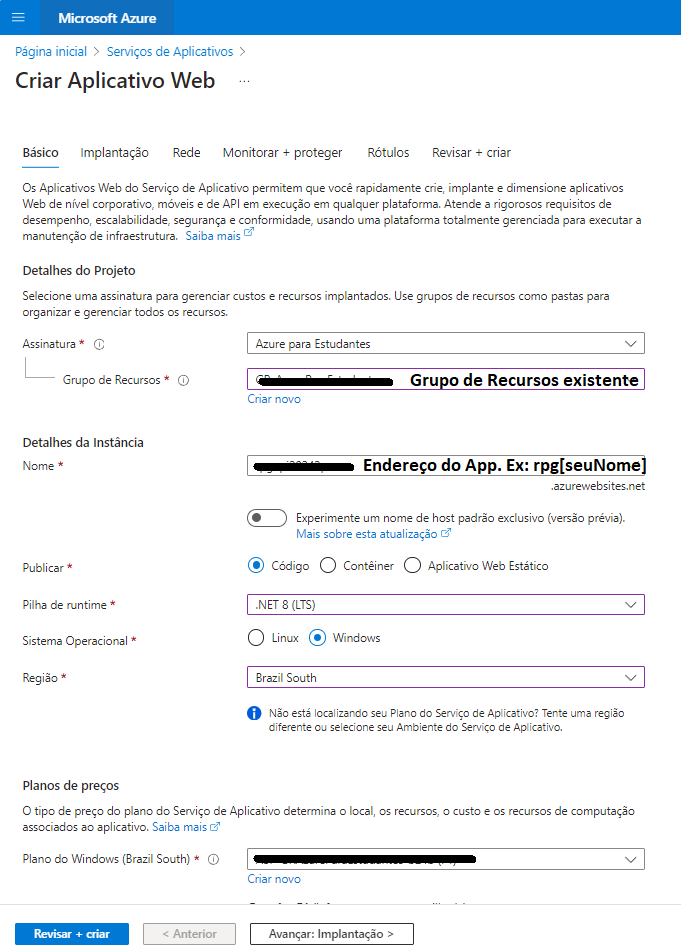 Microsoft Azure
Página inicial > Serviços de Aplicativos >
Criar Aplicativo Web ...
Básico Implantação Rede Monitorar + proteger Rótulos Revisar + criar
Os Aplicativos Web do Serviço de Aplicativo permitem que você rapidamente crie, implante e dimensione aplicativos
Web de nível corporativo, móveis e de API em execução em qualquer plataforma. Atende a rigorosos requisitos de
desempenho, escalabilidade, segurança e conformidade, usando uma plataforma totalmente gerenciada para executar a
manutenção de infraestrutura. Saiba mais
Detalhes do Projeto
Selecione uma assinatura para gerenciar custos e recursos implantados. Use grupos de recursos como pastas para
organizar e gerenciar todos os recursos.
Assinatura * Azure para Estudantes
Grupo de Recursos * Grupo de Recursos existente
Criar novo
Detalhes da Instância
Nome * Endereço do App. Ex: rpg[seuNome]
.azurewebsites.net
Experimente um nome de host padrão exclusivo (versão prévia).
Mais sobre esta atualização
Publicar * Código Contêiner Aplicativo Web Estático
Pilha de runtime * .NET 8 (LTS)
Sistema Operacional * Linux Windows
Região * Brazil South
Não está localizando seu Plano do Serviço de Aplicativo? Tente uma região
diferente ou selecione seu Ambiente do Serviço de Aplicativo.
Planos de preços
O tipo de preço do plano do Serviço de Aplicativo determina o local, os recursos, o custo e os recursos de computação
associados ao aplicativo. Saiba mais
Plano do Windows (Brazil South) *
Criar novo
Revisar + criar < Anterior Avançar: Implantação >